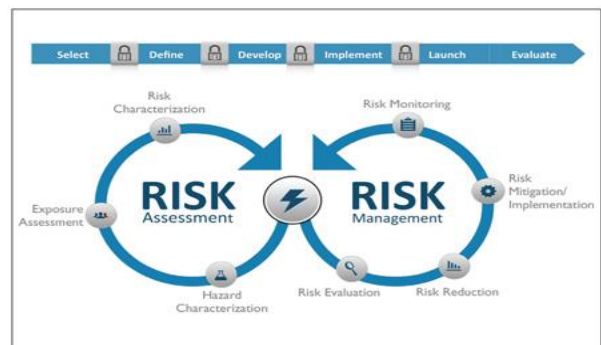 Select Define Develop Implement Launch Evaluate
Risk
Characterization
Risk Monitoring
RISK
Assessment
RISK
Management
Exposure
Assessment
Risk
Mitigation/
Implementation
Hazard
Characterization
Risk Evaluation
Risk Reduction